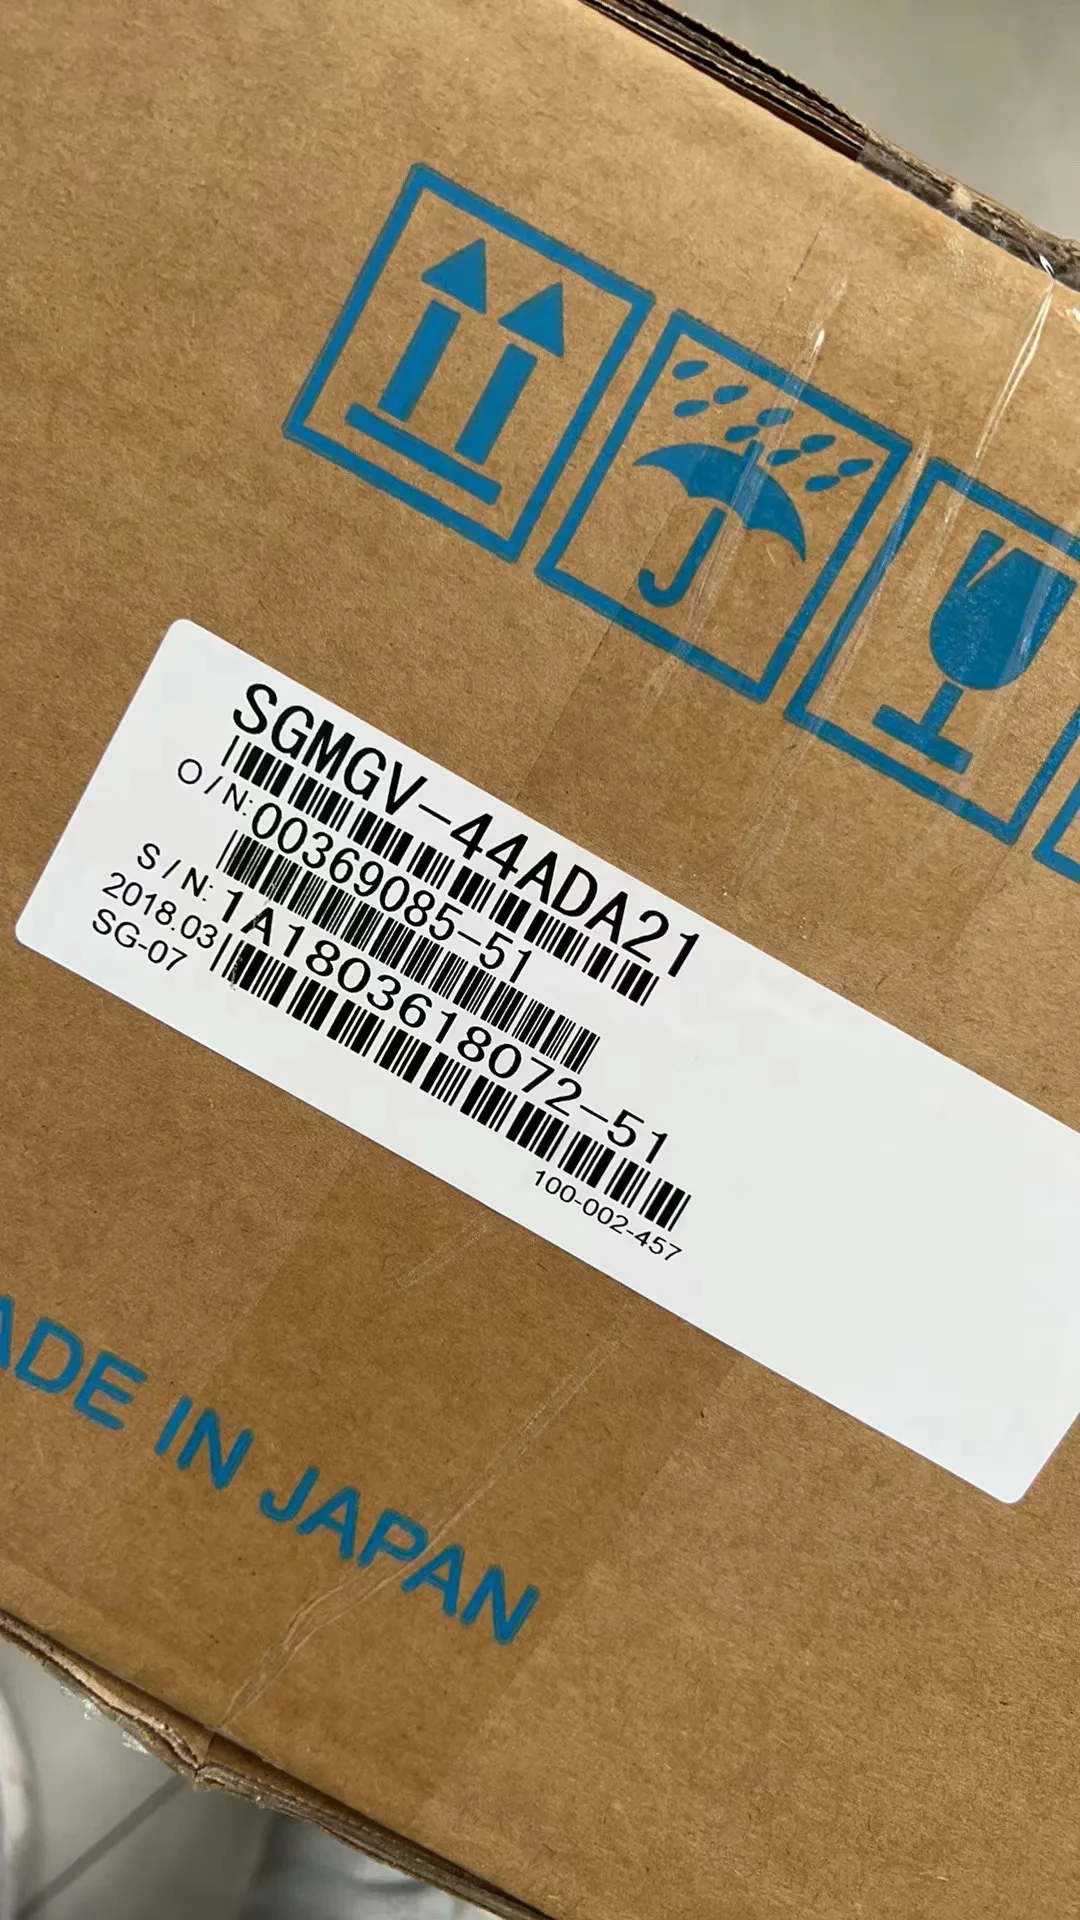 SGMGV-44ADA21
O/N: 00369085-51
S/N: 1A1803618072-51
2018.03
SG-07
100-002-457
ADE IN JAPAN